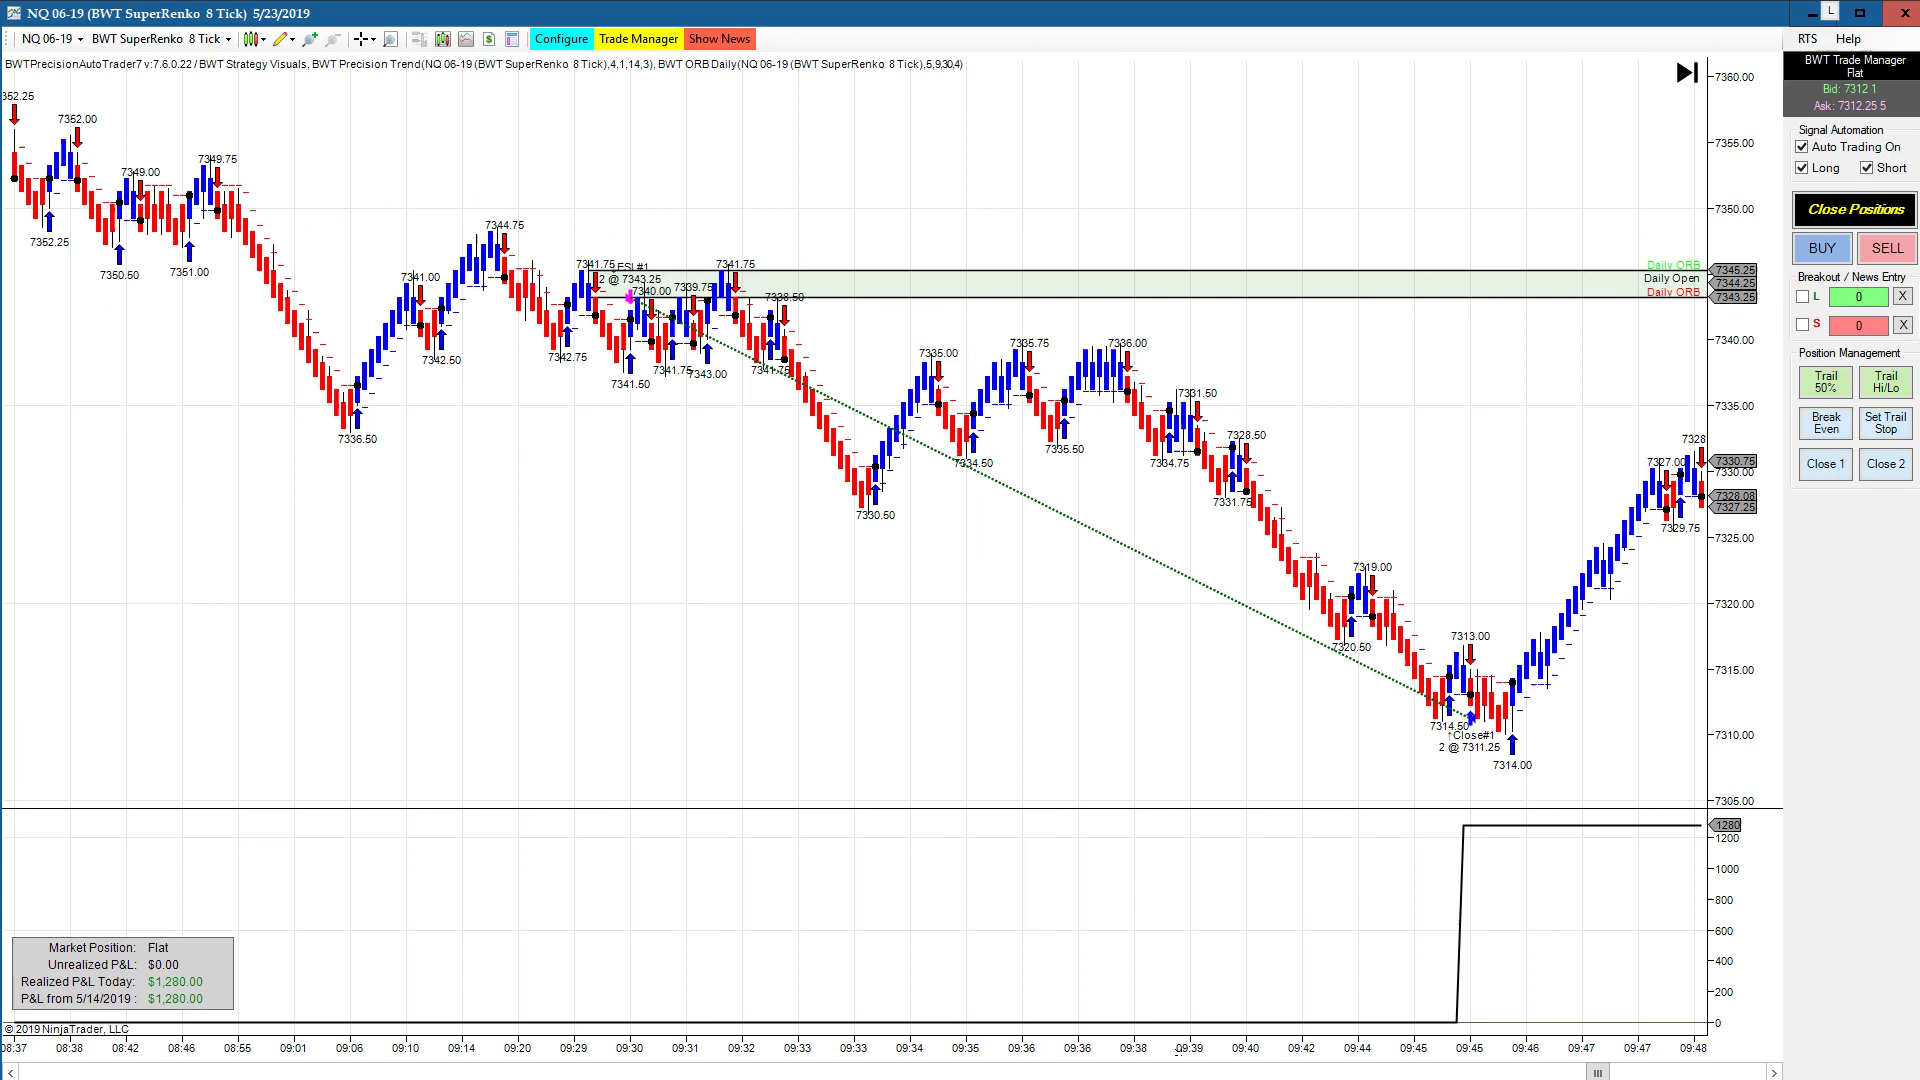 NQ 06-19 (BWT SuperRenko 8 Tick) 5/23/2019
L
NQ 06-19 BWT SuperRenko 8 Tick Configure Trade Manager Show News
RTS Help
BWTPrecisionAutoTrader7 v:7.6.0.22 / BWT Strategy Visuals, BWT Precision Trend(NQ 06-19 (BWT SuperRenko 8 Tick),4,1,14,3), BWT ORB Daily(NQ 06-19 (BWT SuperRenko 8 Tick),5,9,30,4)
352.25
7352.00
7349.00
7349.75
7352.25
7350.50
7351.00
7344.75
7341.00
7342.50
7336.50
7341.75
2 @ 7343.25
7340.00
7339.75
7341.75
7338.50
7342.75
7341.50
7341.75
7343.00
7341.75
7330.50
7335.00
7334.50
7335.75
7335.50
7336.00
7334.75
7331.50
7331.75
7328.50
7319.00
7320.50
7313.00
7314.50
↑Close#1
2 @ 7311.25
7314.00
7327.00
7328
7329.75
Daily ORB
Daily Open
Daily ORB
7360.00
7355.00
7350.00
7345.25
7344.25
7343.25
7340.00
7335.00
7330.75
7330.00
7328.08
7327.25
7325.00
7320.00
7315.00
7310.00
7305.00
1280
1200
1000
800
600
400
200
0
Market Position: Flat
Unrealized P&L: $0.00
Realized P&L Today: $1,280.00
P&L from 5/14/2019 : $1,280.00
© 2019 NinjaTrader, LLC
08:37 08:38 08:42 08:46 08:55 09:01 09:06 09:10 09:14 09:20 09:29 09:30 09:31 09:32 09:33 09:33 09:34 09:35 09:36 09:36 09:38 09:39 09:40 09:42 09:44 09:45 09:45 09:46 09:47 09:47 09:48
BWT Trade Manager
Flat
Bid: 7312 1
Ask: 7312.25 5
Signal Automation
Auto Trading On
Long Short
Close Positions
BUY SELL
Breakout / News Entry
L 0 X
S 0 X
Position Management
Trail 50% Trail Hi/Lo
Break Even Set Trail Stop
Close 1 Close 2